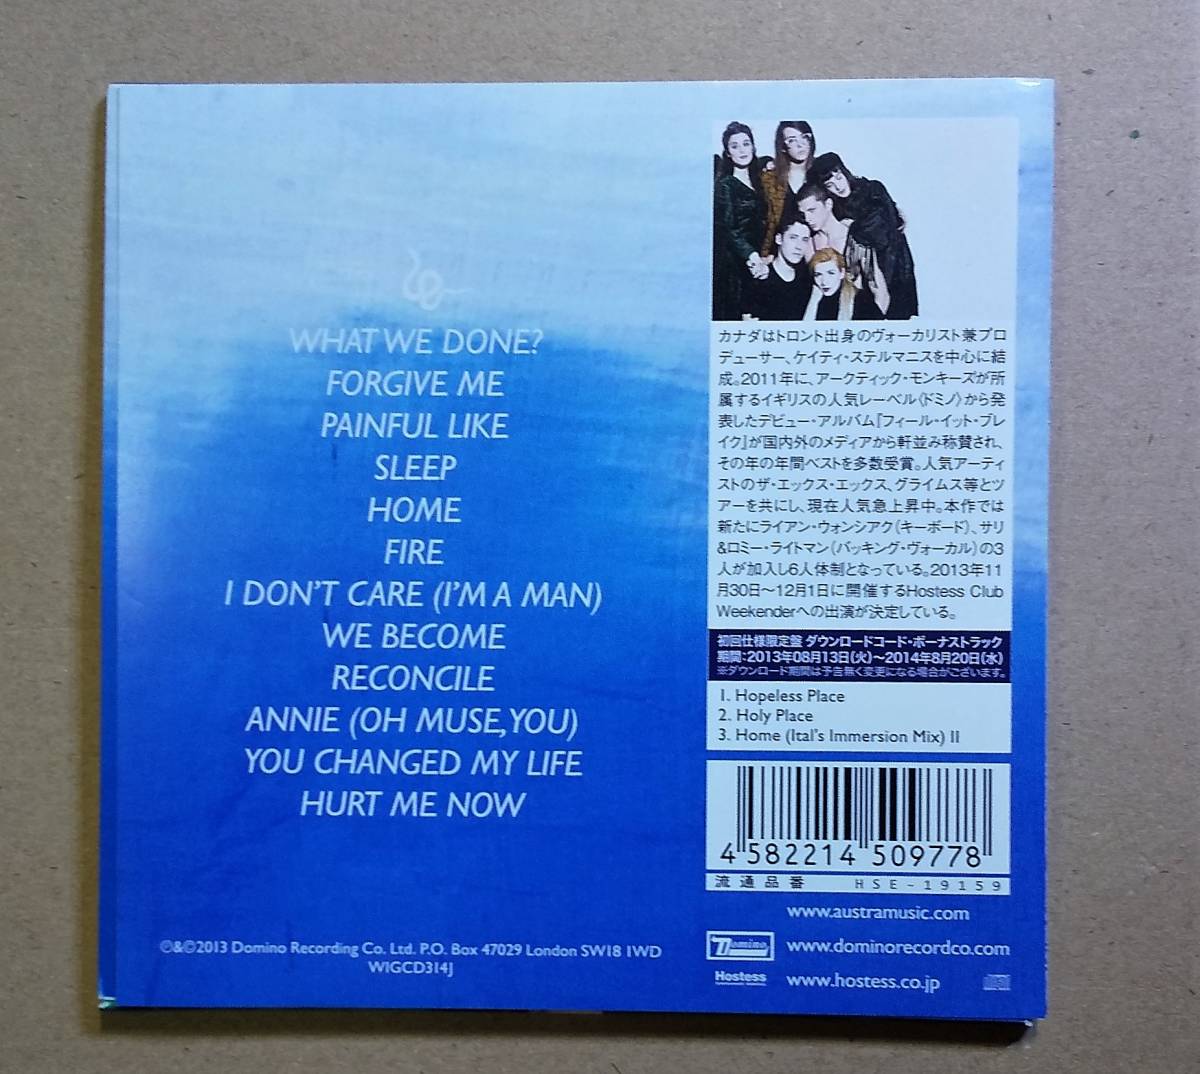 WHAT WE DONE?
FORGIVE ME
PAINFUL LIKE
SLEEP
HOME
FIRE
I DON'T CARE (I'M A MAN)
WE BECOME
RECONCILE
ANNIE (OH MUSE, YOU)
YOU CHANGED MY LIFE
HURT ME NOW
℗&©2013 Domino Recording Co. Ltd. P.O. Box 47029 London SW18 1WD
WIGCD314J
カナダはトロント出身のヴォーカリスト兼プロ
デューサー、ケイティ・ステルマニスを中心に結
成。2011年に、アークティック・モンキーズが所
属するイギリスの人気レーベル〈ドミノ〉から発
表したデビュー・アルバム『フィール・イット・ブレ
イク』が国内外のメディアから軒並み称賛され、
その年の年間ベストを多数受賞。人気アーティ
ストのザ・エックス・エックス、グライムス等とツ
アーを共にし、現在人気急上昇中。本作では
新たにライアン・ウォンシアク(キーボード)、サリ
&ロミー・ライトマン(バッキング・ヴォーカル)の3
人が加入し6人体制となっている。2013年11
月30日～12月1日に開催するHostess Club
Weekenderへの出演が決定している。
初回仕様限定盤 ダウンロードコード・ボーナストラック
期間:2013年08月13日(火)～2014年8月20日(水)
※ダウンロード期間は予告無く変更になる場合がございます。
1. Hopeless Place
2. Holy Place
3. Home (Ital's Immersion Mix) II
4 582214 509778
流通品番 HSE-19159
www.austramusic.com
Domino www.dominorecordco.com
Hostess www.hostess.co.jp